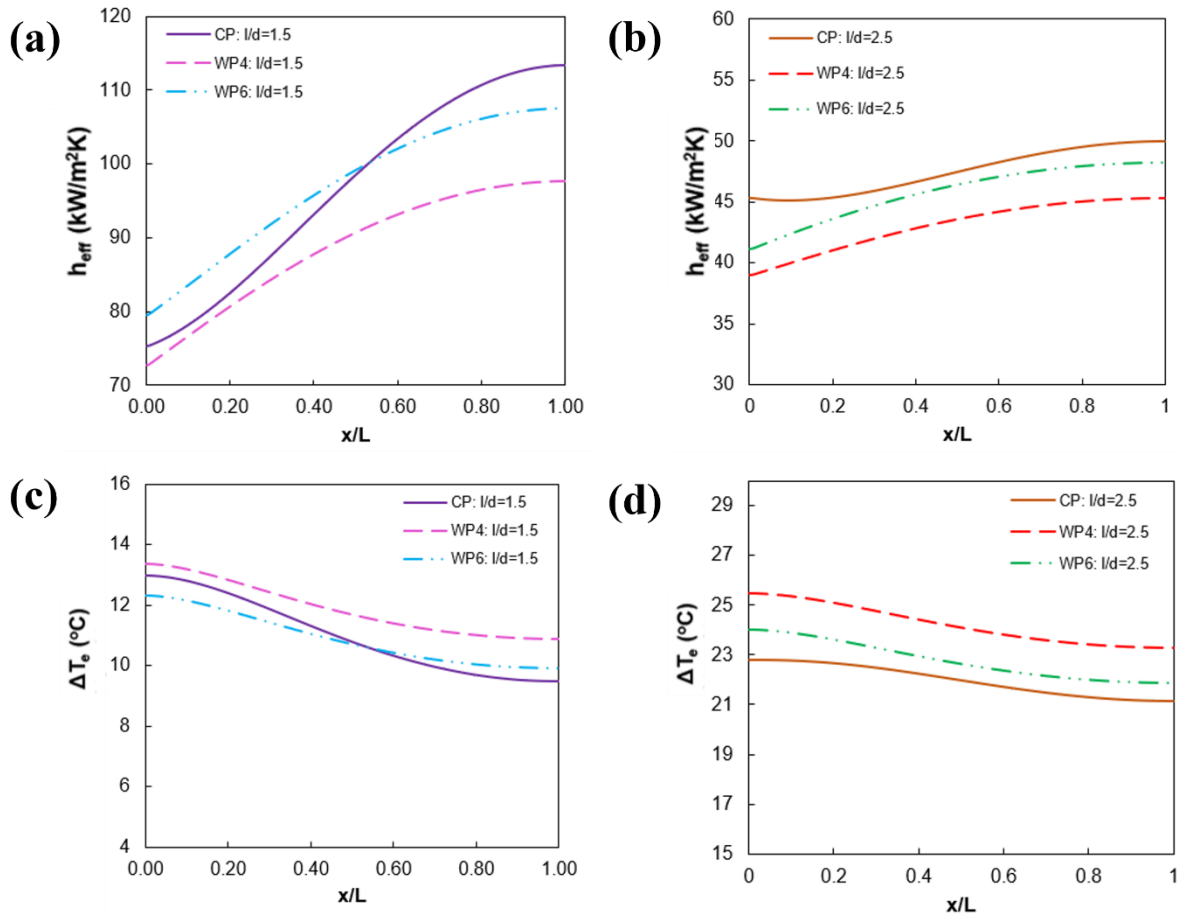 (a)
120
110
100
90
80
70
h_eff (kW/m²K)
CP: l/d=1.5
WP4: l/d=1.5
WP6: l/d=1.5
0.00 0.20 0.40 0.60 0.80 1.00
x/L
(b)
60
55
50
45
40
35
30
h_eff (kW/m²K)
CP: l/d=2.5
WP4: l/d=2.5
WP6: l/d=2.5
0 0.2 0.4 0.6 0.8 1
x/L
(c)
16
14
12
10
8
6
4
ΔT_e (°C)
CP: l/d=1.5
WP4: l/d=1.5
WP6: l/d=1.5
0.00 0.20 0.40 0.60 0.80 1.00
x/L
(d)
29
27
25
23
21
19
17
15
ΔT_e (°C)
CP: l/d=2.5
WP4: l/d=2.5
WP6: l/d=2.5
0 0.2 0.4 0.6 0.8 1
x/L